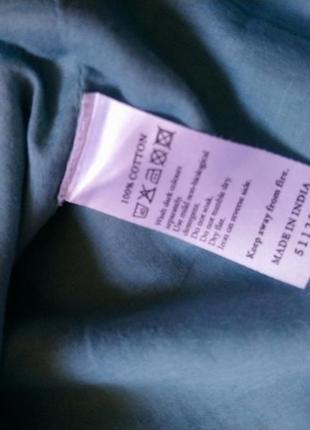 100% COTTON
Wash dark colours
separately.
Use mild non-biological
detergent.
Do not soak.
Do not tumble dry.
Dry flat.
Iron on reverse side.
Keep away from fire.
MADE IN INDIA